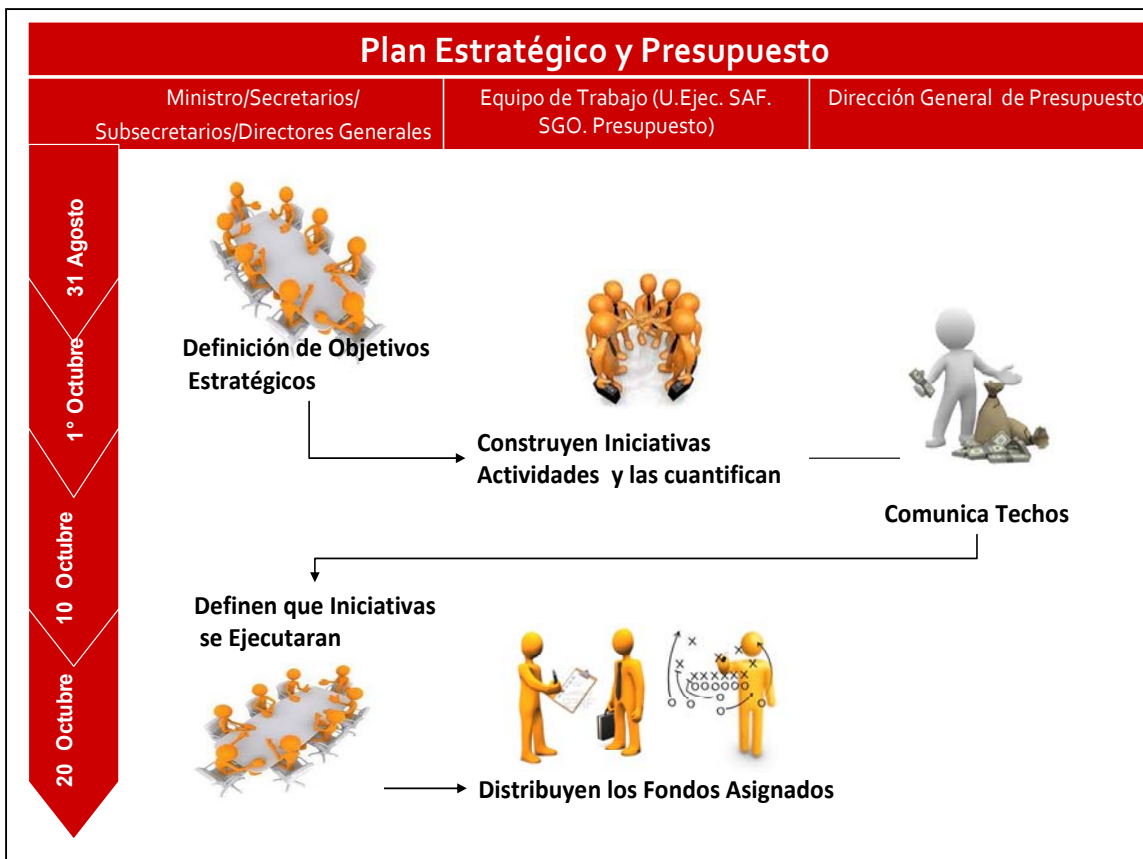 Plan Estratégico y Presupuesto
Ministro/Secretarios/
Subsecretarios/Directores Generales
Equipo de Trabajo (U.Ejec. SAF.
SGO. Presupuesto)
Dirección General de Presupuesto
31 Agosto
Definición de Objetivos
Estratégicos
1° Octubre
Construyen Iniciativas
Actividades y las cuantifican
Comunica Techos
10 Octubre
Definen que Iniciativas
se Ejecutaran
20 Octubre
Distribuyen los Fondos Asignados